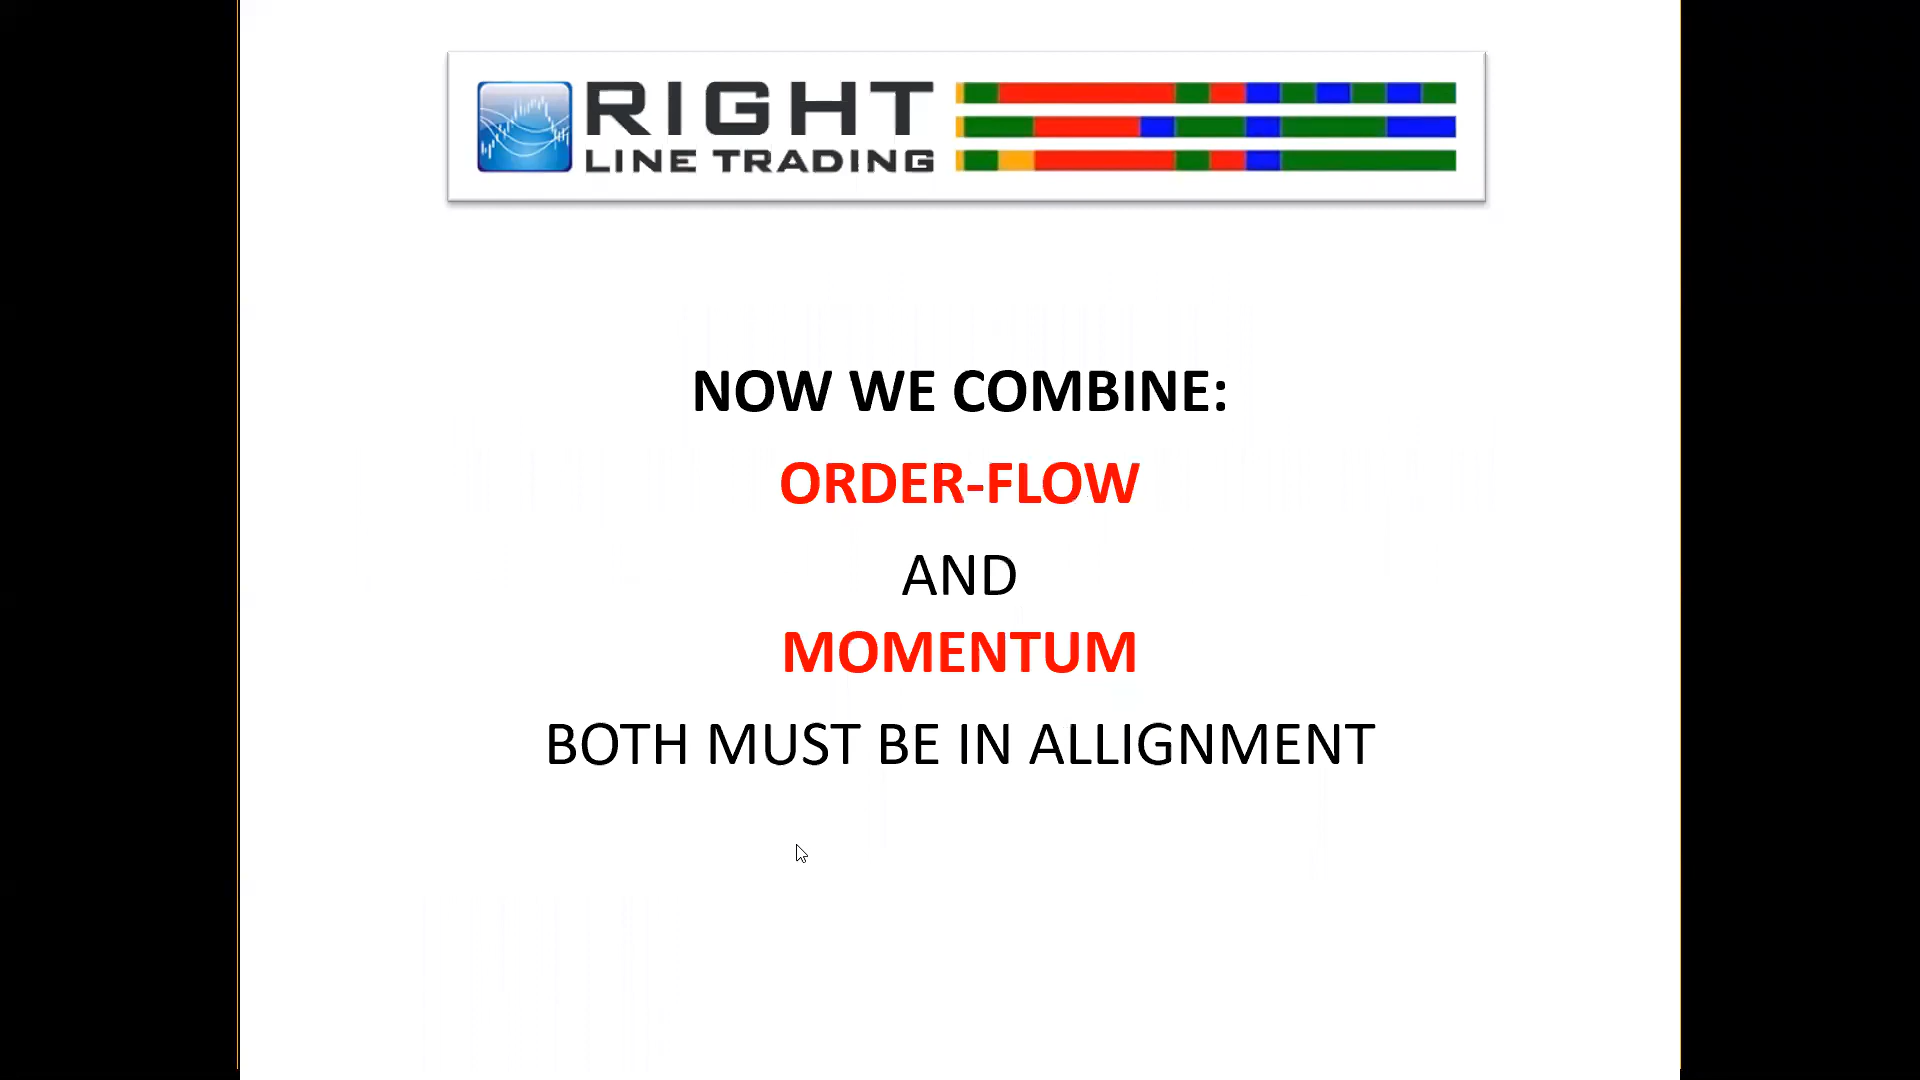 RIGHT
LINE TRADING
NOW WE COMBINE:
ORDER-FLOW
AND
MOMENTUM
BOTH MUST BE IN ALLIGNMENT